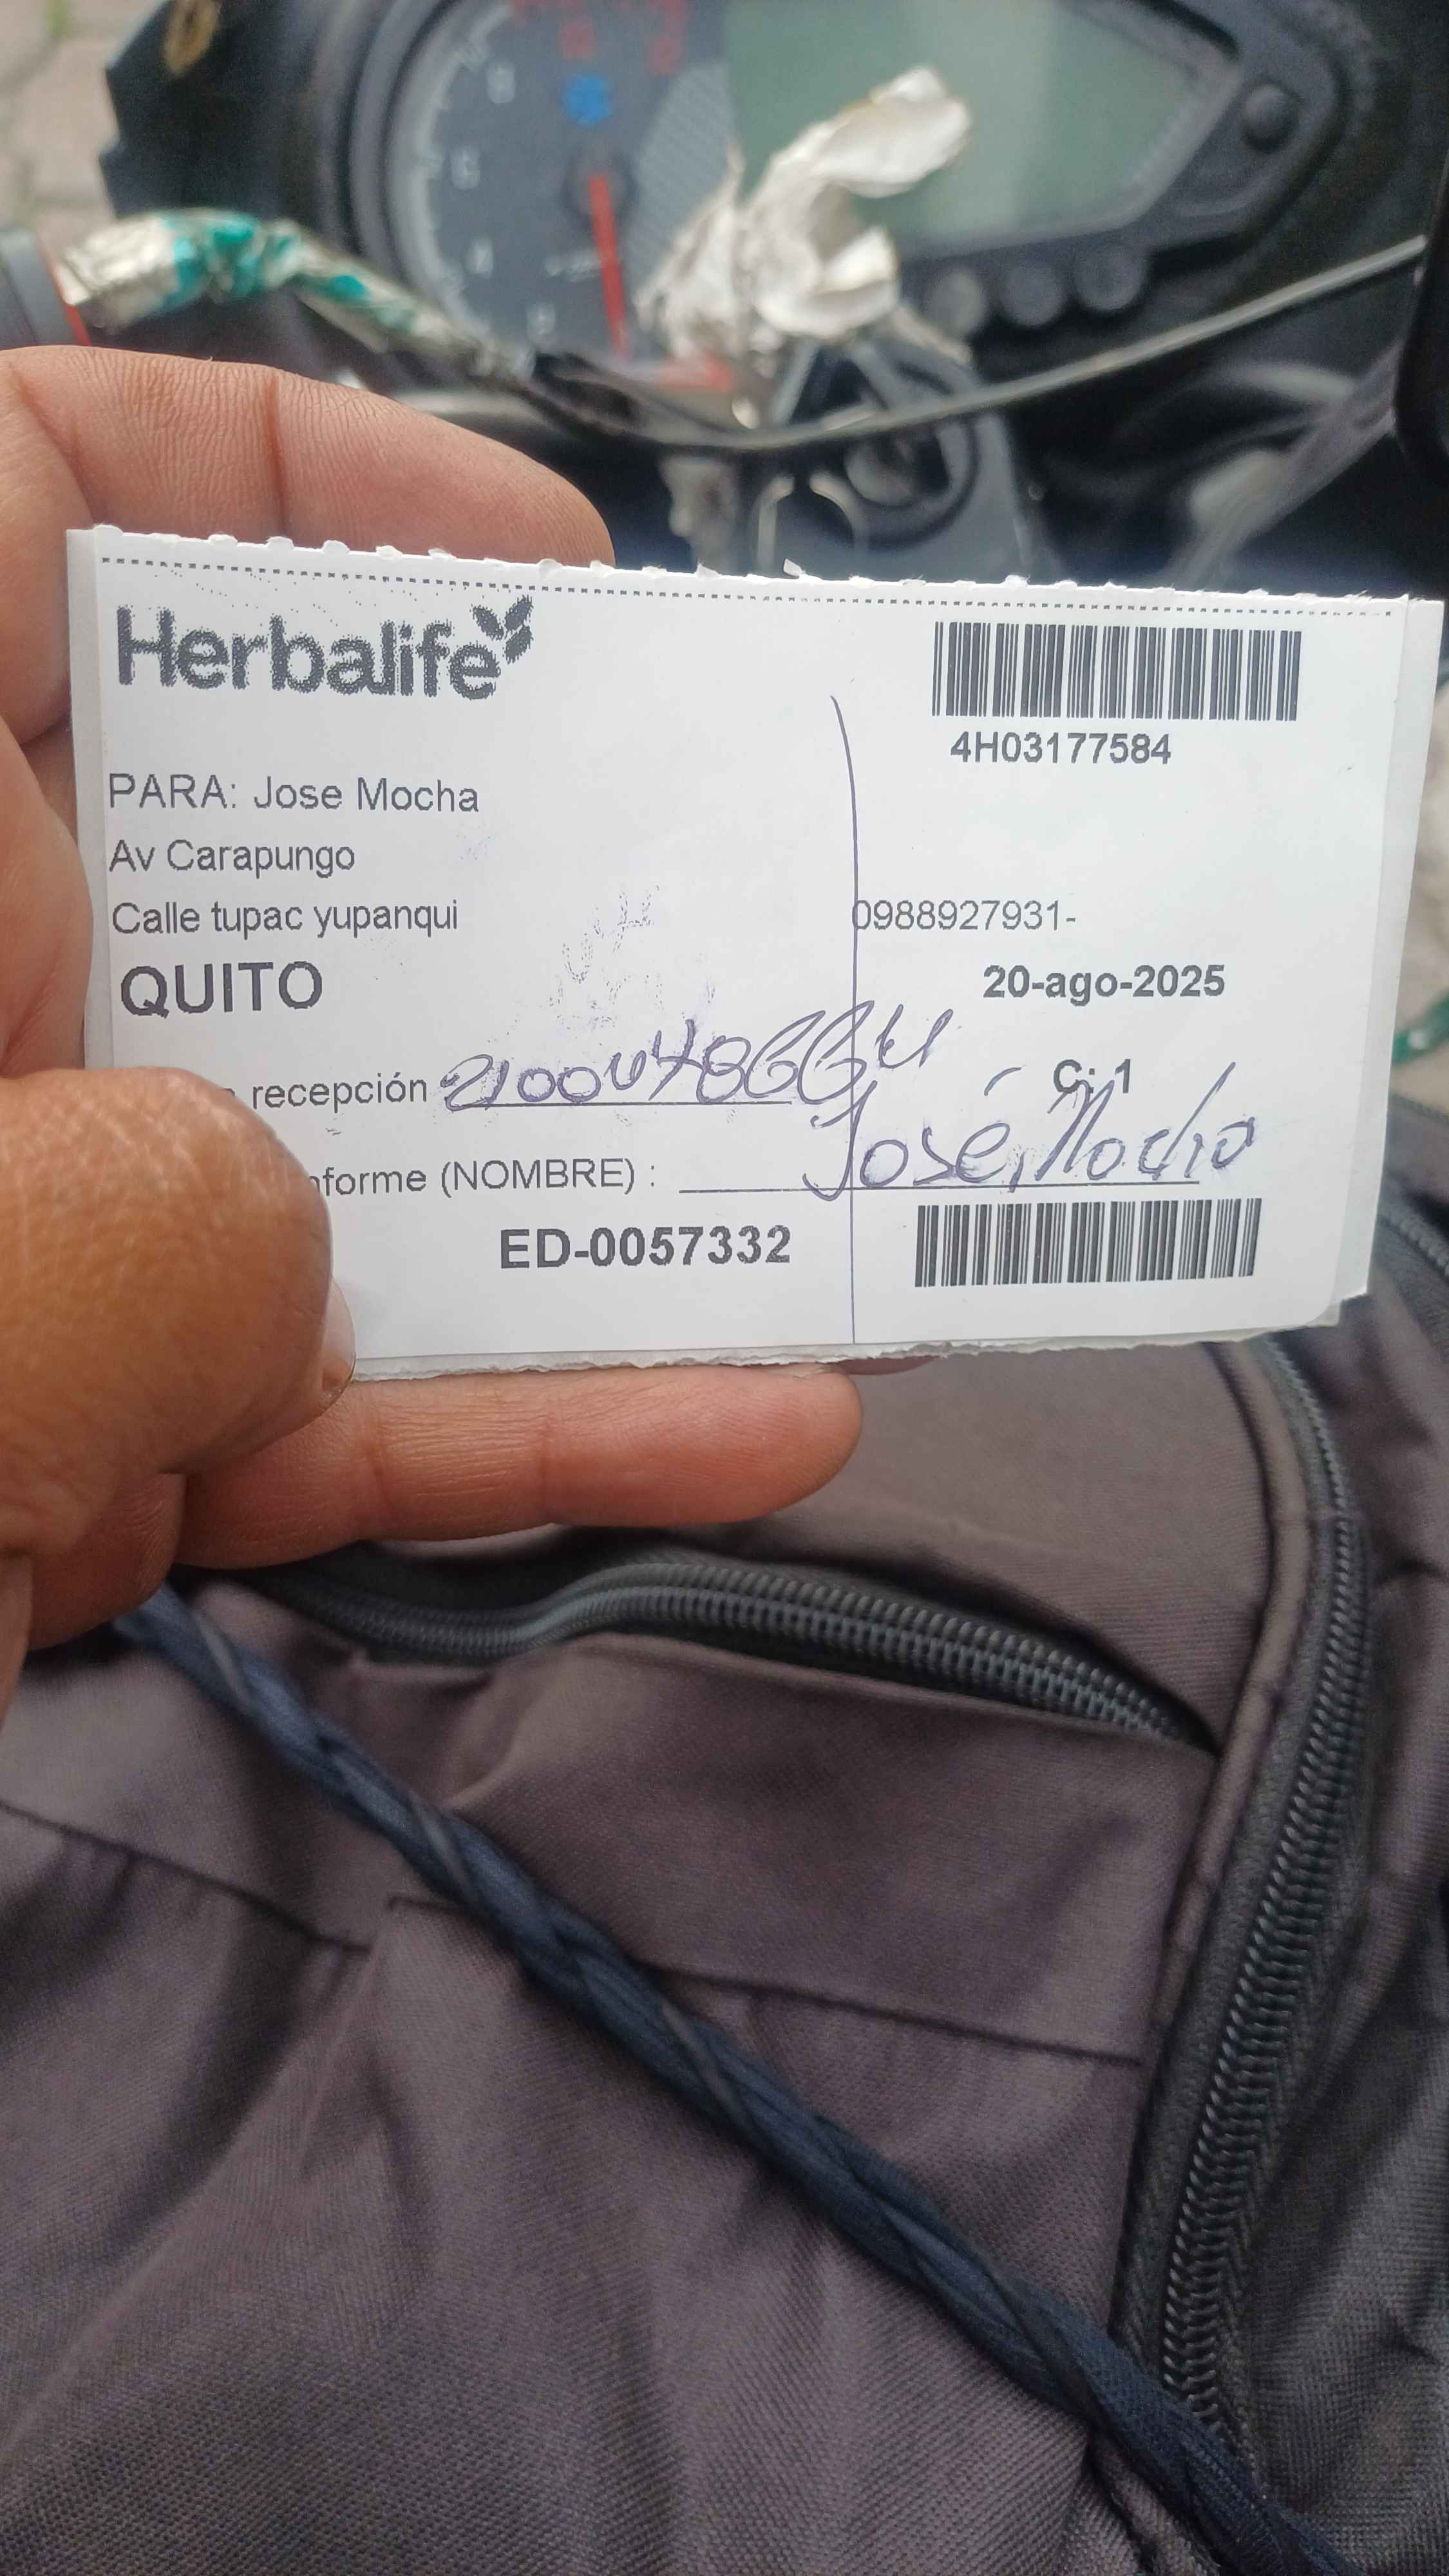 Herbalife
4H03177584
PARA: Jose Mocha
Av Carapungo
Calle tupac yupanqui
0988927931-
QUITO
20-ago-2025
recepción
C: 1
nforme (NOMBRE) : José Mocha
ED-0057332